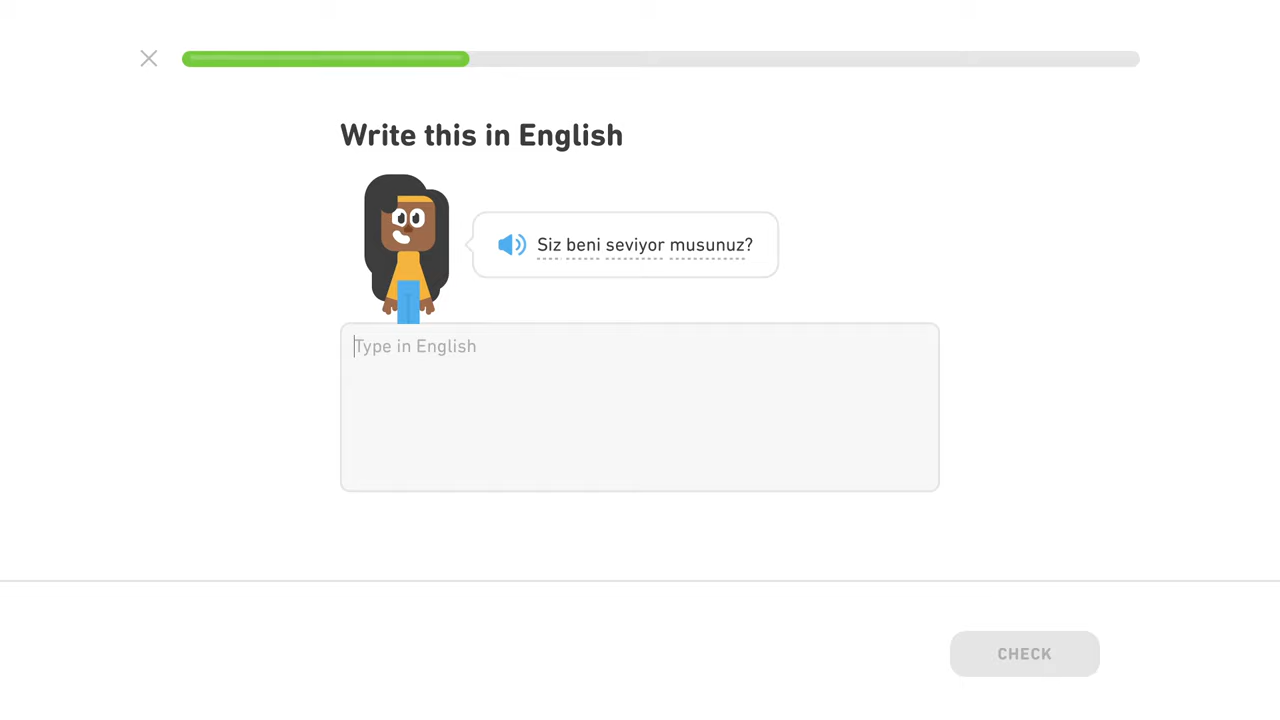 Write this in English
Siz beni seviyor musunuz?
Type in English
CHECK